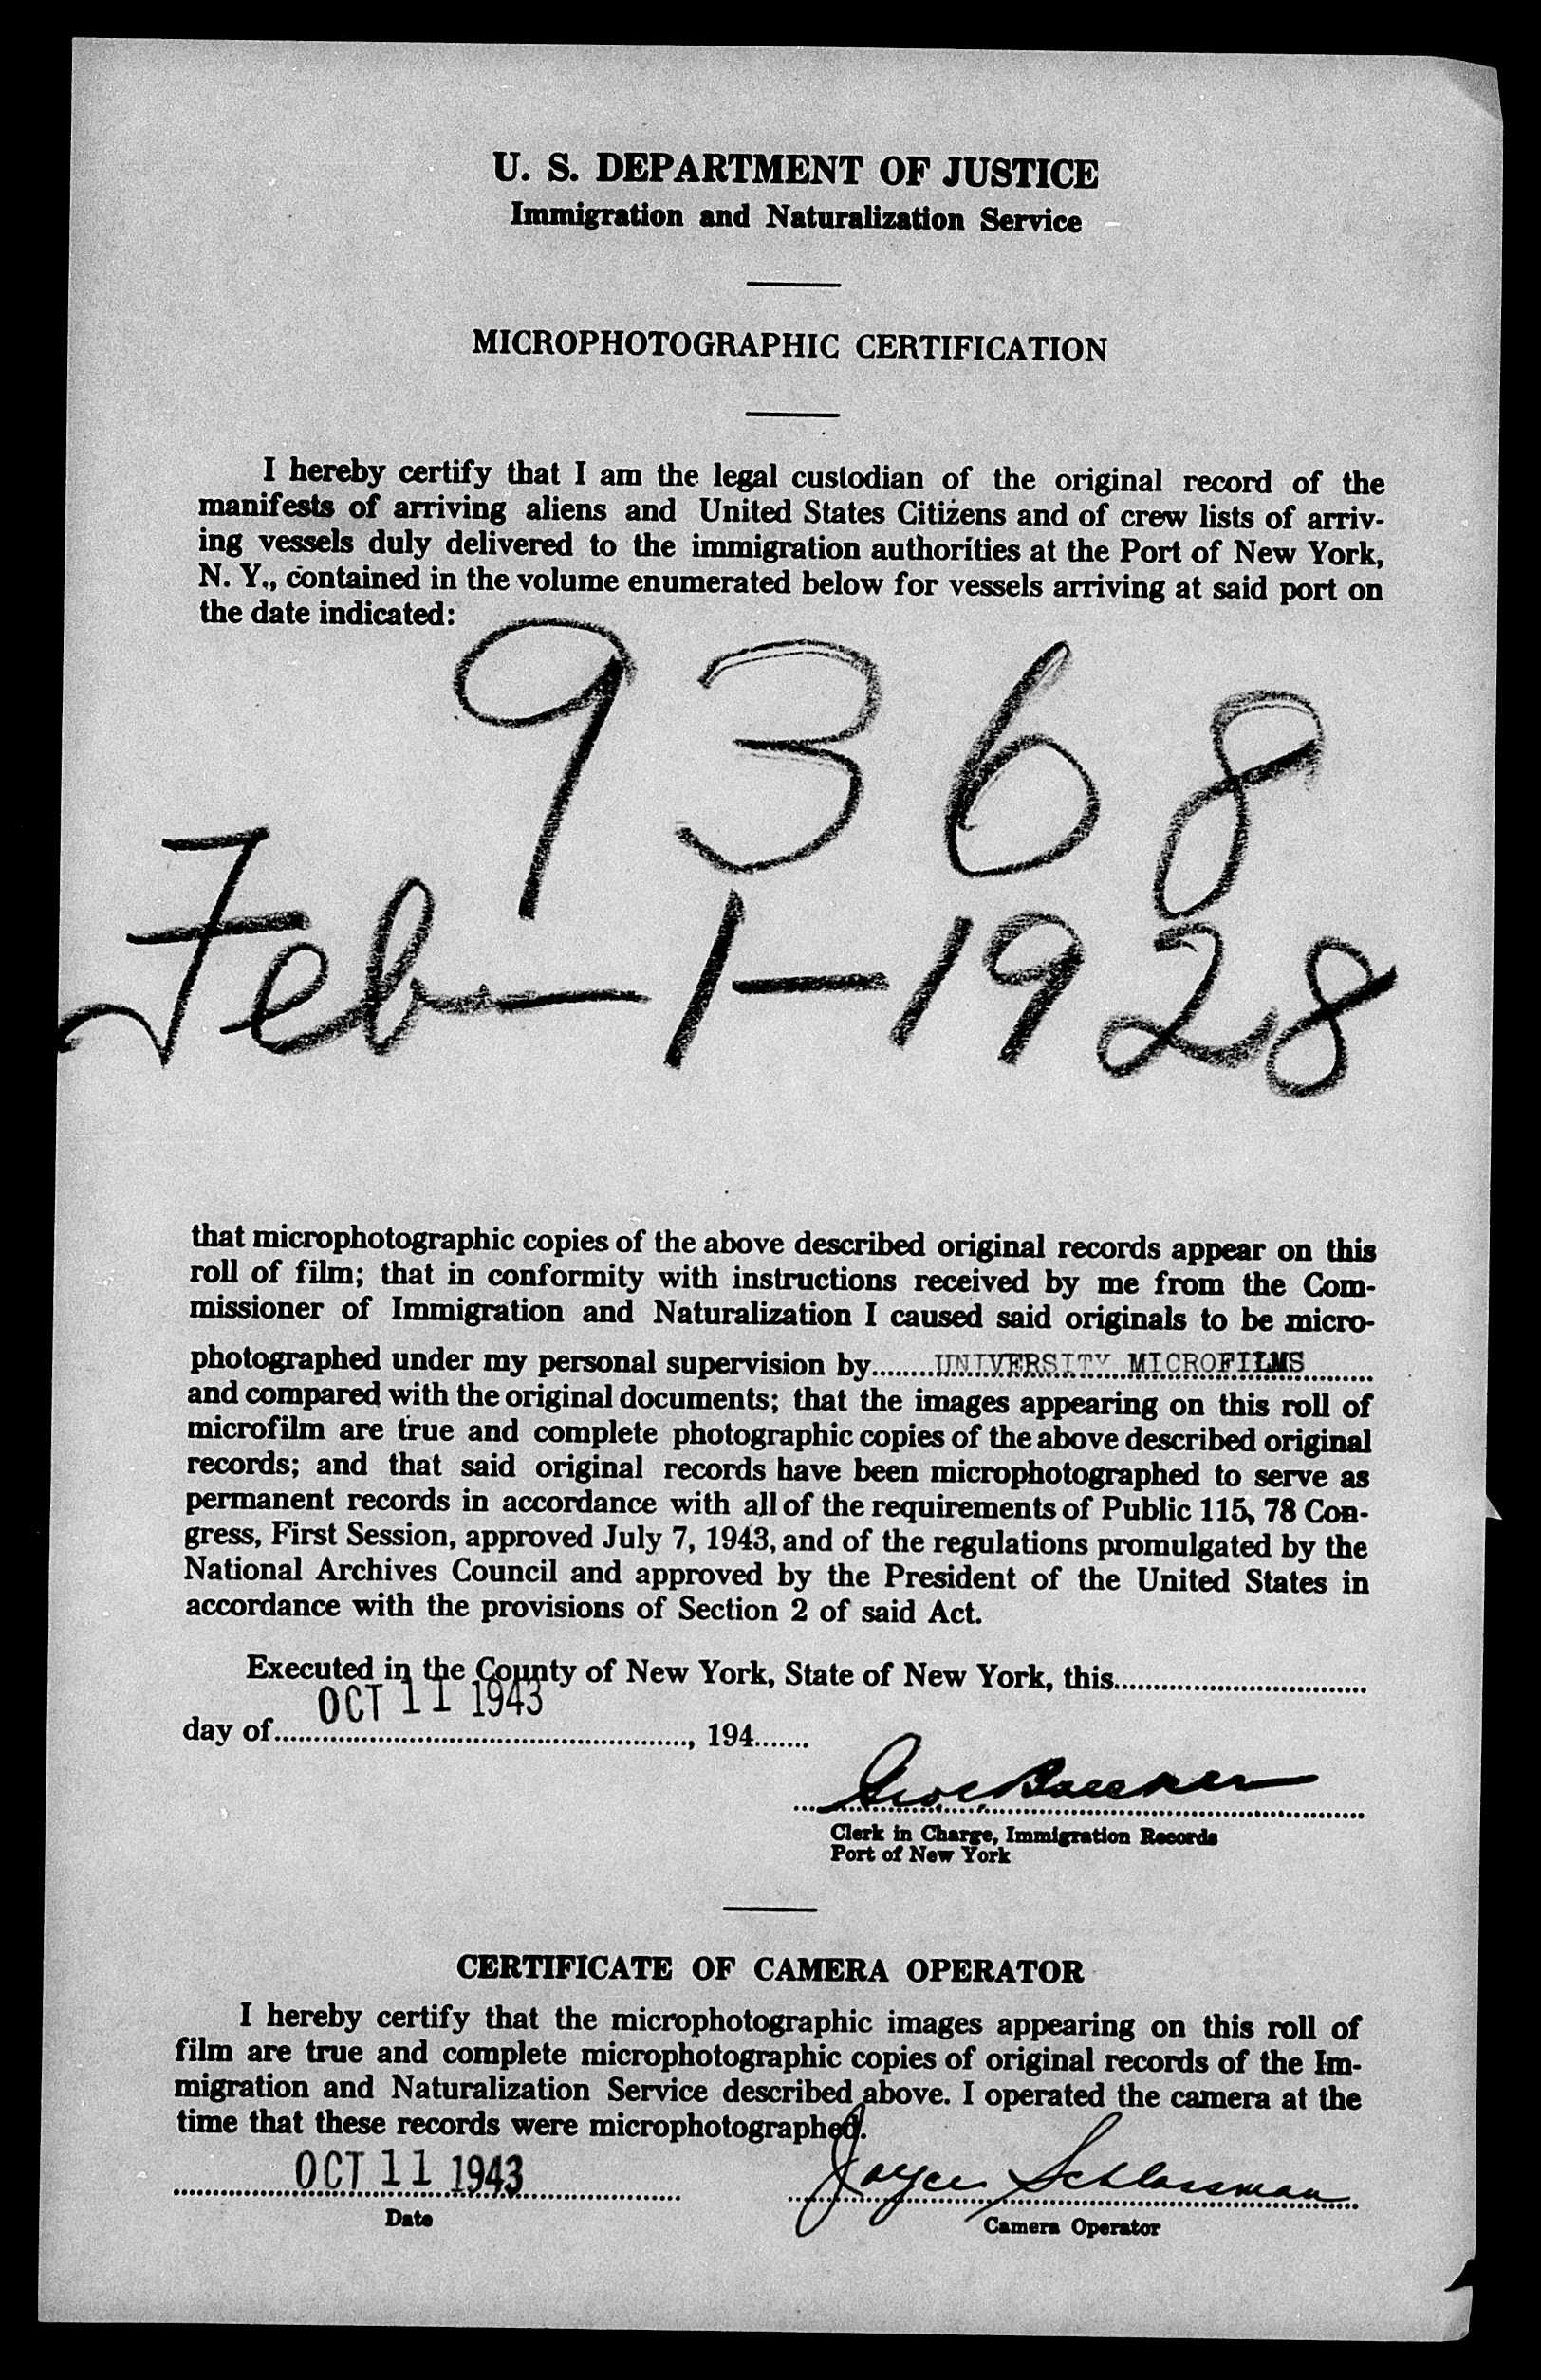 U. S. DEPARTMENT OF JUSTICE
Immigration and Naturalization Service
MICROPHOTOGRAPHIC CERTIFICATION
I hereby certify that I am the legal custodian of the original record of the
manifests of arriving aliens and United States Citizens and of crew lists of arriv-
ing vessels duly delivered to the immigration authorities at the Port of New York,
N. Y., contained in the volume enumerated below for vessels arriving at said port on
the date indicated:
9368
Feb - 1 - 1928
that microphotographic copies of the above described original records appear on this
roll of film; that in conformity with instructions received by me from the Com-
missioner of Immigration and Naturalization I caused said originals to be micro-
photographed under my personal supervision by........UNIVERSITY MICROFILMS........
and compared with the original documents; that the images appearing on this roll of
microfilm are true and complete photographic copies of the above described original
records; and that said original records have been microphotographed to serve as
permanent records in accordance with all of the requirements of Public 115, 78 Con-
gress, First Session, approved July 7, 1943, and of the regulations promulgated by the
National Archives Council and approved by the President of the United States in
accordance with the provisions of Section 2 of said Act.
Executed in the County of New York, State of New York, this................................
OCT 11 1943
day of....................................................., 194.......
Clerk in Charge, Immigration Records
Port of New York
CERTIFICATE OF CAMERA OPERATOR
I hereby certify that the microphotographic images appearing on this roll of
film are true and complete microphotographic copies of original records of the Im-
migration and Naturalization Service described above. I operated the camera at the
time that these records were microphotographed.
OCT 11 1943 Joyce Schlossman
Date Camera Operator